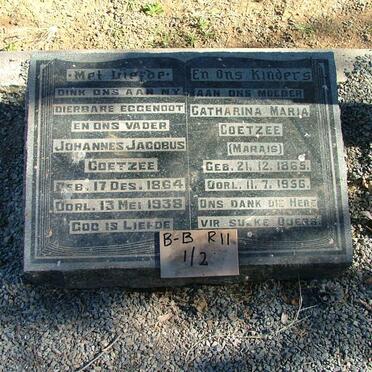 Met Liefde
Dink ons aan my
dierbare eggenoot
en ons vader
Johannes Jacobus
Coetzee
Geb. 17 Des. 1864
Oorl. 13 Mei 1938
God is Liefde
En Ons Kinders
aan ons moeder
Catharina Maria
Coetzee
(Marais)
Geb. 21. 12. 1865.
Oorl. 11. 7. 1956.
Ons dank die Here
vir sulke ouers.
B-B R11
1/2